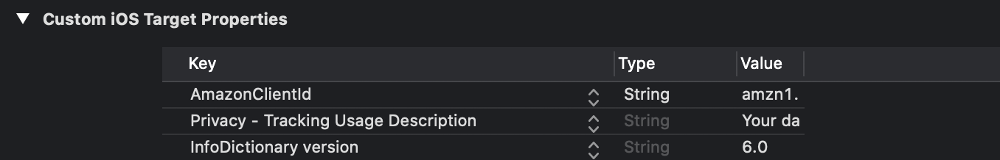 Custom iOS Target Properties
Key Type Value
AmazonClientId String amzn1.
Privacy - Tracking Usage Description String Your da
InfoDictionary version String 6.0